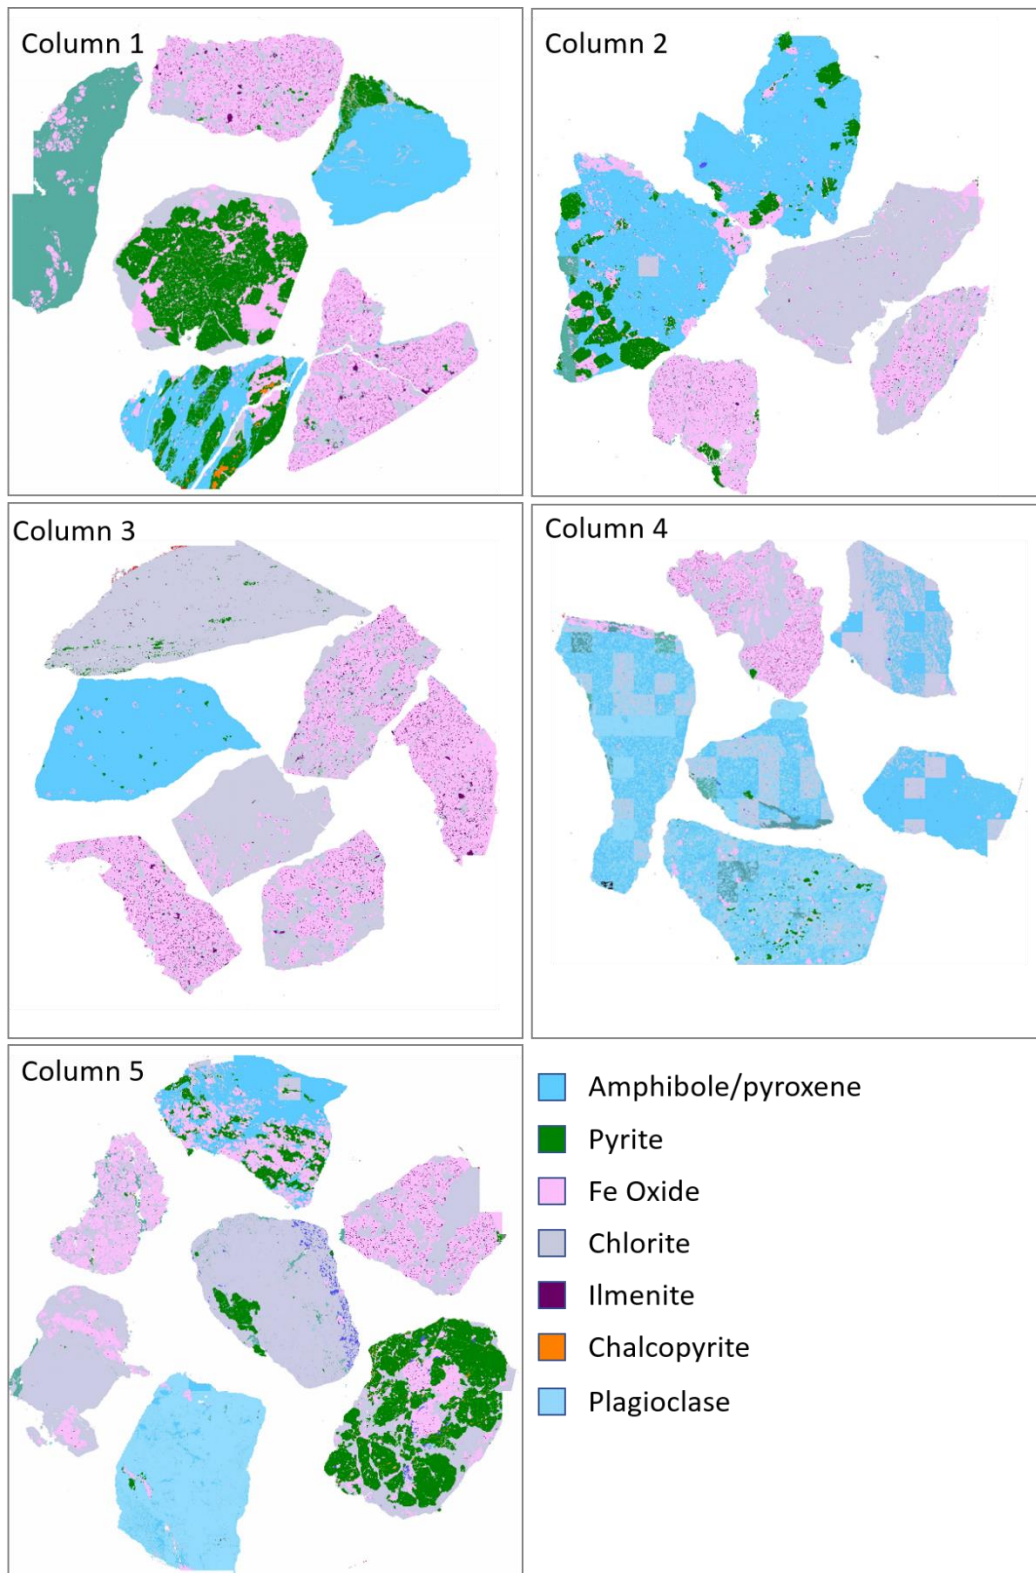 Column 1
Column 2
Column 3
Column 4
Column 5
Amphibole/pyroxene
Pyrite
Fe Oxide
Chlorite
Ilmenite
Chalcopyrite
Plagioclase